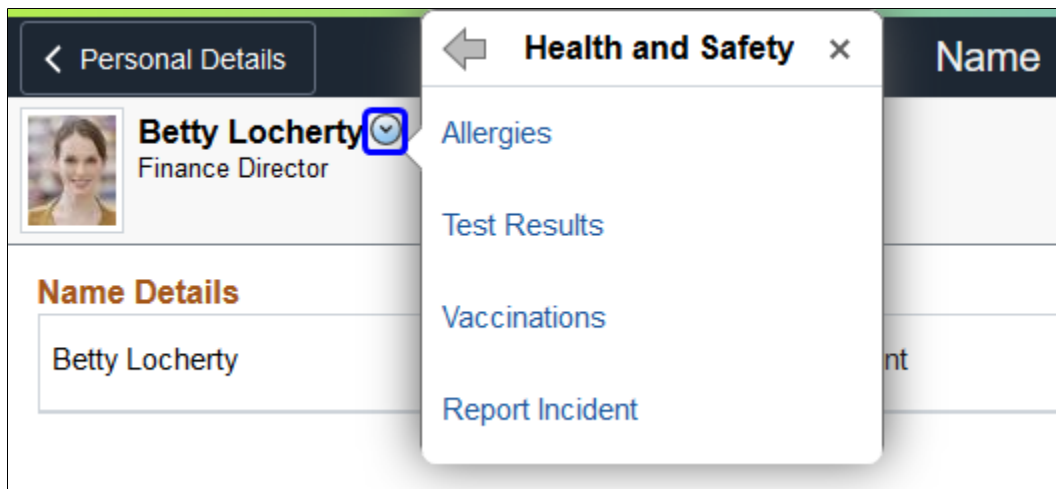 Personal Details
Health and Safety
Name
Betty Locherty
Finance Director
Allergies
Test Results
Vaccinations
Report Incident
Name Details
Betty Locherty
nt